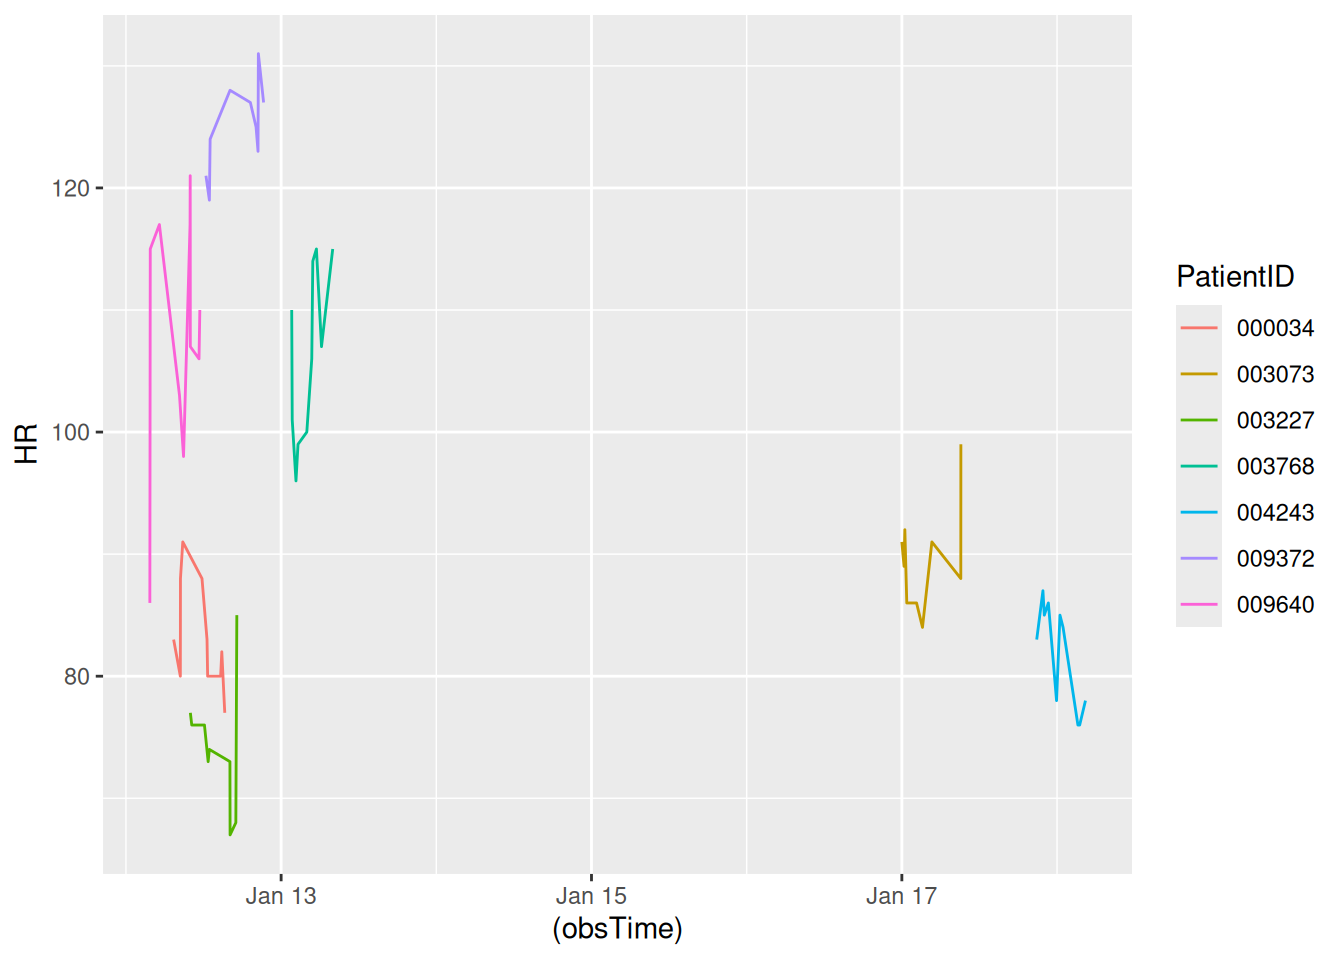 120
100
80
HR
Jan 13
Jan 15
Jan 17
(obsTime)
PatientID
000034
003073
003227
003768
004243
009372
009640